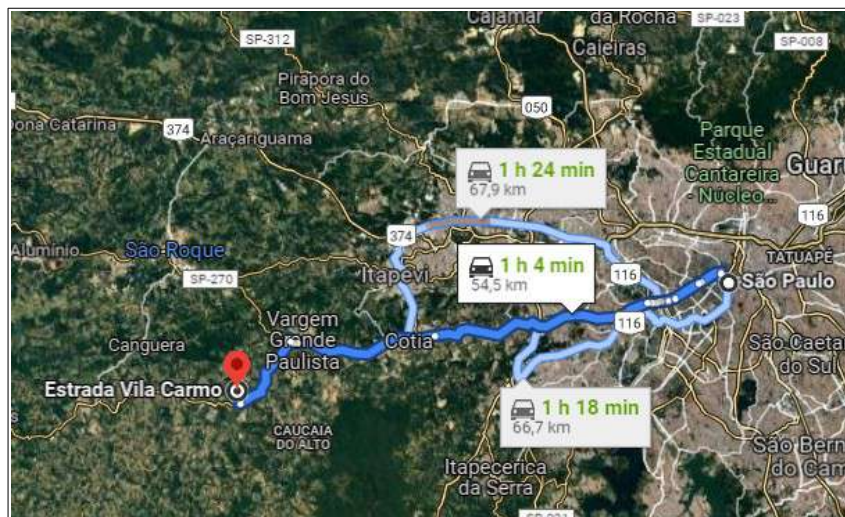 Cajamar
da Rocha
SP-023
SP-312
SP-008
Caieiras
Pirapora do
Bom Jesus
050
Dona Catarina
374
Araçariguama
Parque
Estadual
Cantareira
- Núcleo...
1 h 24 min
67,9 km
Guaru
116
374
Alumínio
São Roque
TATUAPÉ
SP-270
Itapevi
1 h 4 min
54,5 km
116
São Paulo
Vargem
Grande
Paulista
116
Canguera
Cotia
São Caeta
do Sul
Estrada Vila Carmo
1 h 18 min
66,7 km
CAUCAIA
DO ALTO
São Bern
do Cam
Itapecerica
da Serra